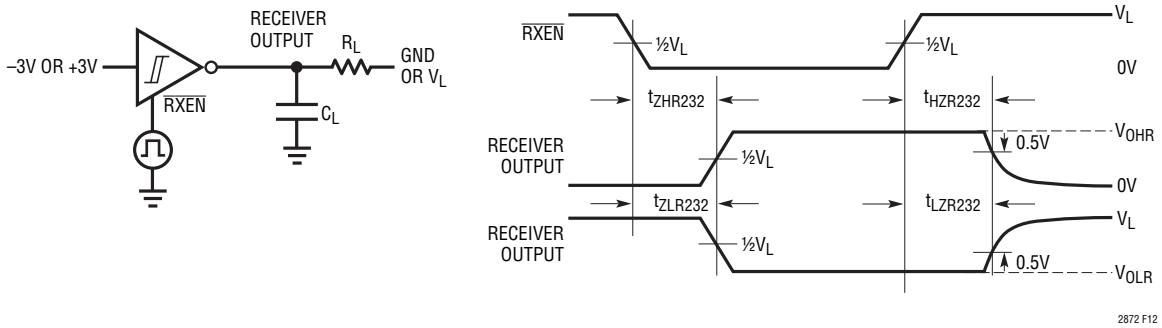 RECEIVER
OUTPUT
R_L
GND
OR V_L
–3V OR +3V
RXEN
C_L
RXEN
½V_L
½V_L
V_L
0V
t_ZHR232
t_HZR232
RECEIVER
OUTPUT
½V_L
V_OHR
0.5V
0V
t_ZLR232
t_LZR232
V_L
RECEIVER
OUTPUT
½V_L
0.5V
V_OLR
2872 F12